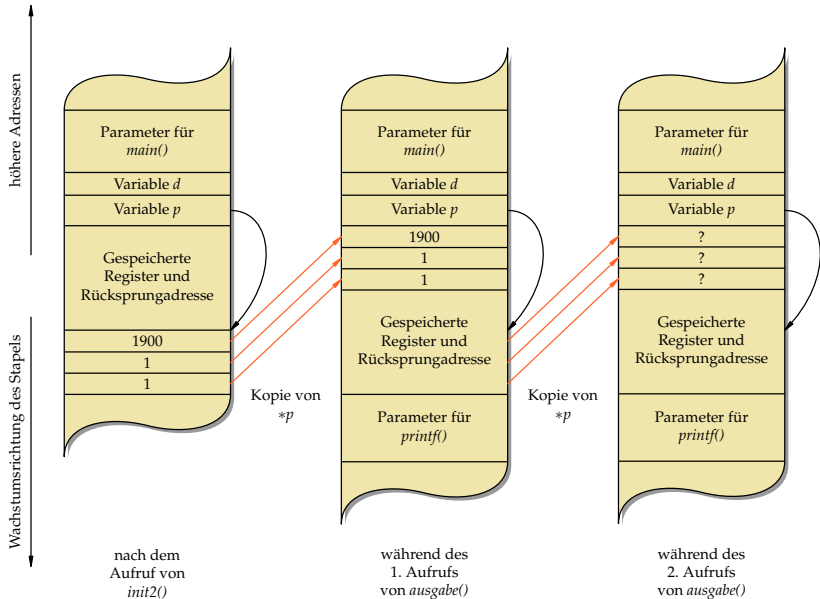 höhere Adressen
Wachstumsrichtung des Stapels
Parameter für
main()
Variable d
Variable p
Gespeicherte
Register und
Rücksprungadresse
1900
1
1
nach dem
Aufruf von
init2()
Kopie von
*p
Parameter für
main()
Variable d
Variable p
1900
1
1
Gespeicherte
Register und
Rücksprungadresse
Parameter für
printf()
während des
1. Aufrufs
von ausgabe()
Kopie von
*p
Parameter für
main()
Variable d
Variable p
?
?
?
Gespeicherte
Register und
Rücksprungadresse
Parameter für
printf()
während des
2. Aufrufs
von ausgabe()